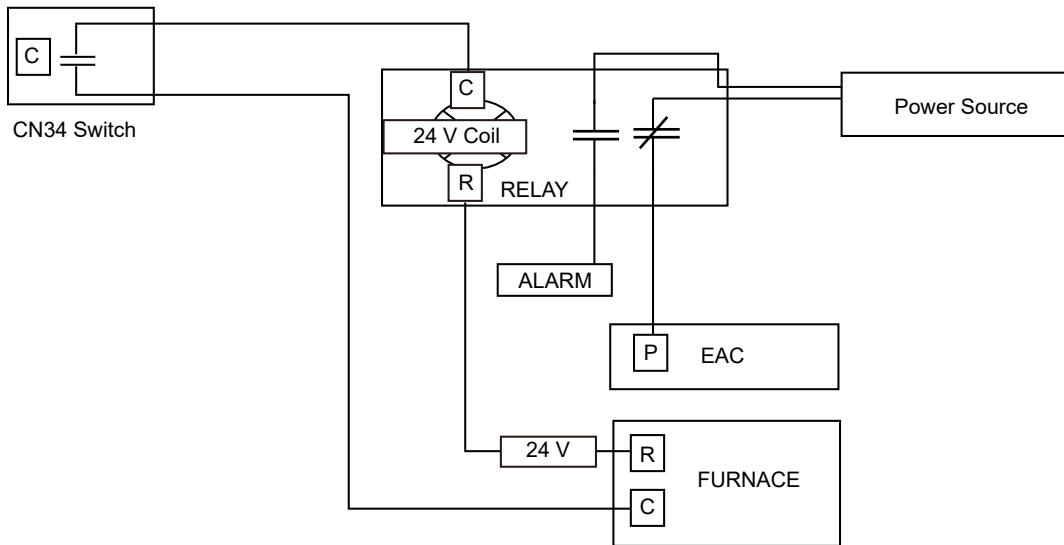 C
CN34 Switch
C
24 V Coil
R
RELAY
Power Source
ALARM
P
EAC
24 V
R
FURNACE
C